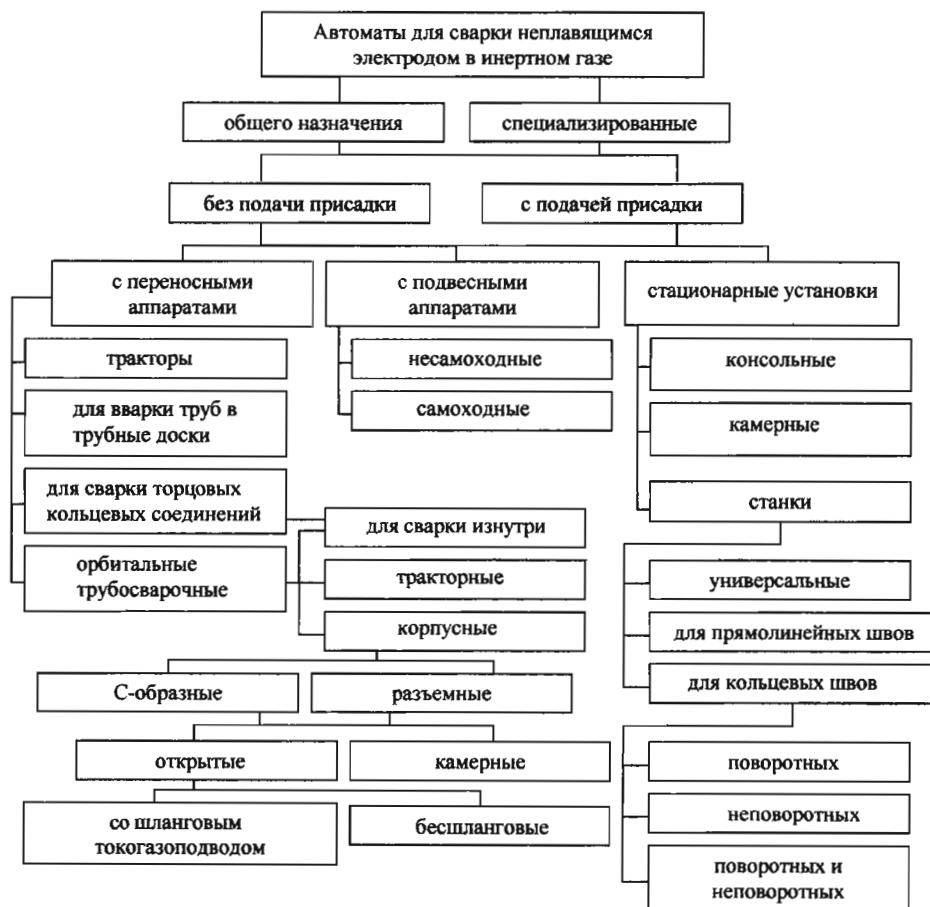 Автоматы для сварки неплавящимся
электродом в инертном газе
общего назначения
специализированные
без подачи присадки
с подачей присадки
с переносными
аппаратами
с подвесными
аппаратами
стационарные установки
тракторы
несамоходные
консольные
для вварки труб в
трубные доски
самоходные
камерные
для сварки торцовых
кольцевых соединений
для сварки изнутри
станки
орбитальные
трубосварочные
тракторные
универсальные
корпусные
для прямолинейных швов
С-образные
разъемные
для кольцевых швов
открытые
камерные
поворотных
со шланговым
токогазоподводом
бесшланговые
неповоротных
поворотных и
неповоротных